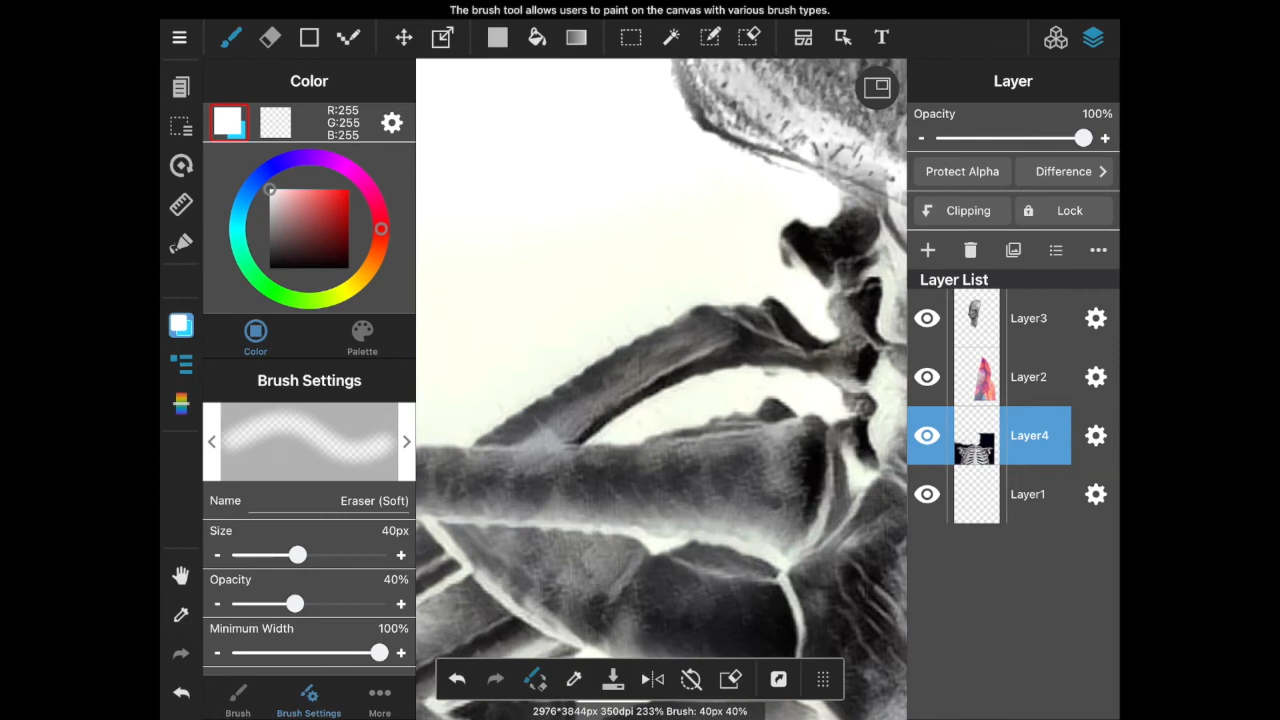 The brush tool allows users to paint on the canvas with various brush types.
Color
R:255
G:255
B:255
Color
Palette
Brush Settings
Name
Eraser (Soft)
Size
40px
-
+
Opacity
40%
-
+
Minimum Width
100%
-
+
Brush
Brush Settings
More
T
2976*3844px 350dpi 233% Brush: 40px 40%
Layer
Opacity
100%
-
+
Protect Alpha
Difference
Clipping
Lock
Layer List
Layer3
Layer2
Layer4
Layer1